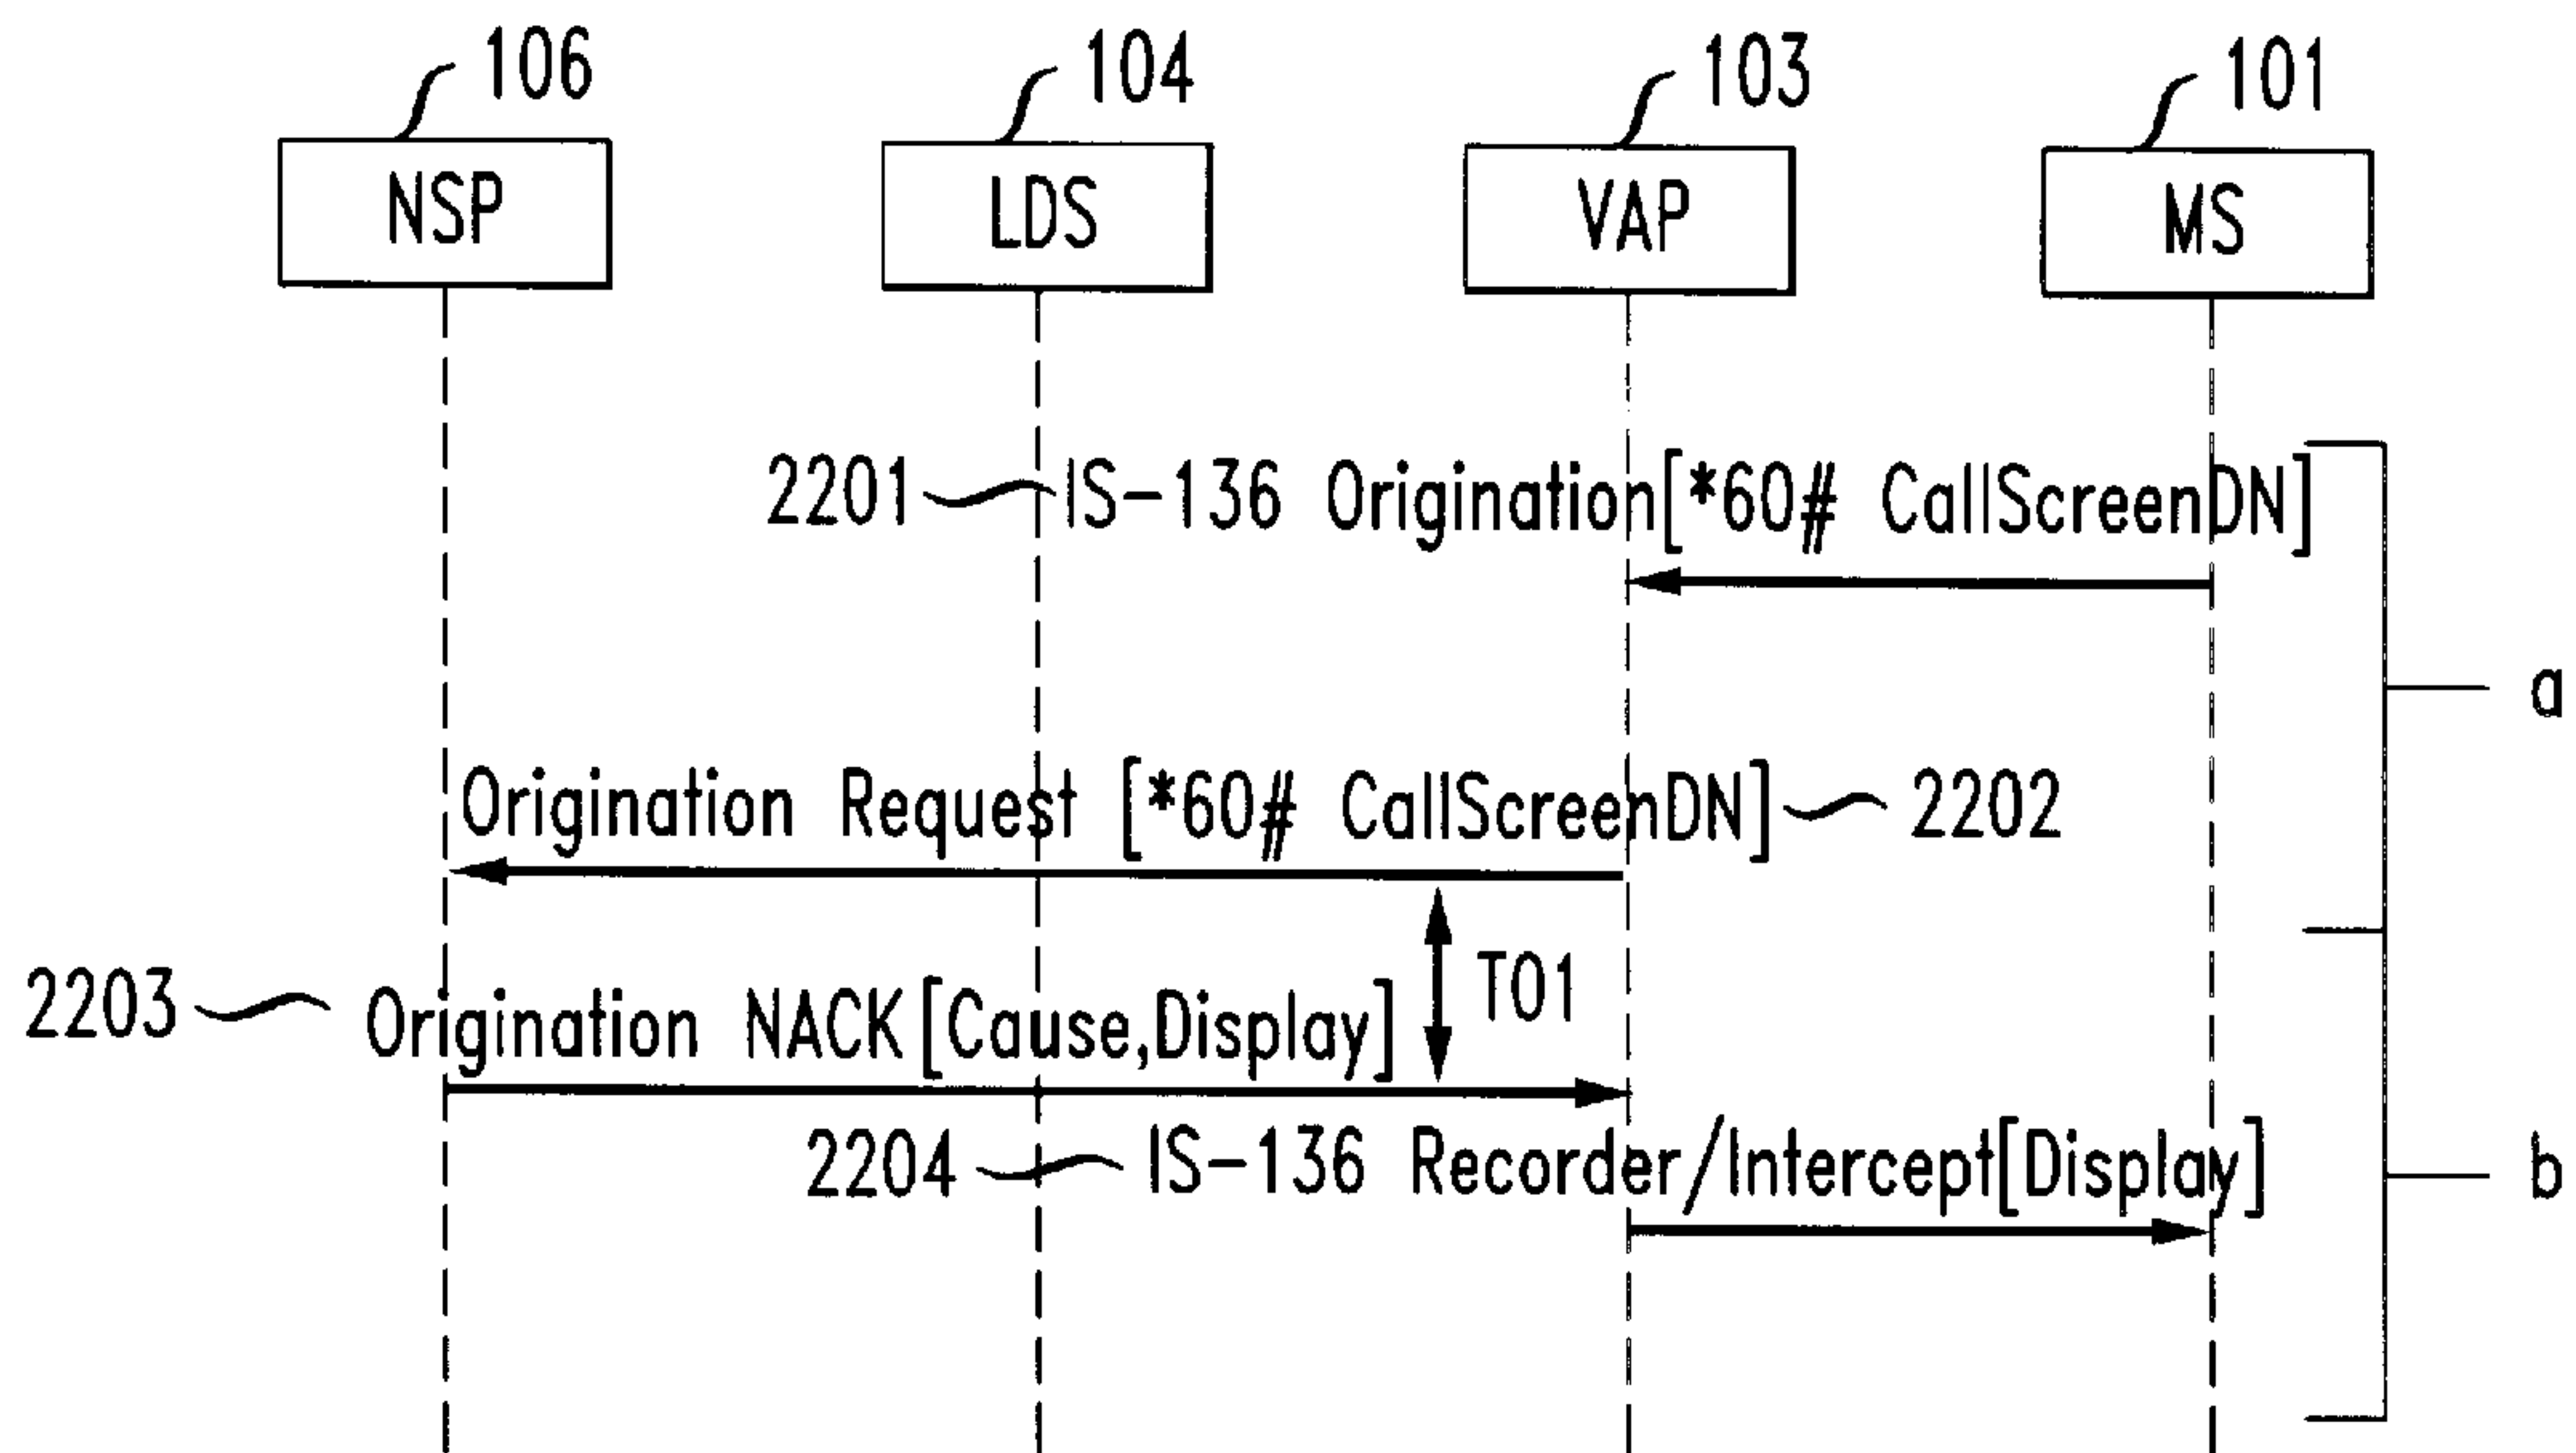 106
104
103
101
NSP
LDS
VAP
MS
2201 IS-136 Origination[*60# CallScreenDN]
a
Origination Request [*60# CallScreenDN] 2202
T01
2203 Origination NACK[Cause,Display]
2204 IS-136 Recorder/Intercept[Display]
b